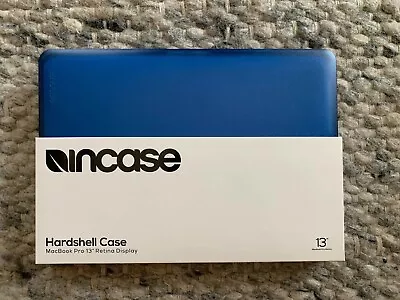 incase
Hardshell Case
MacBook Pro 13" Retina Display
13"